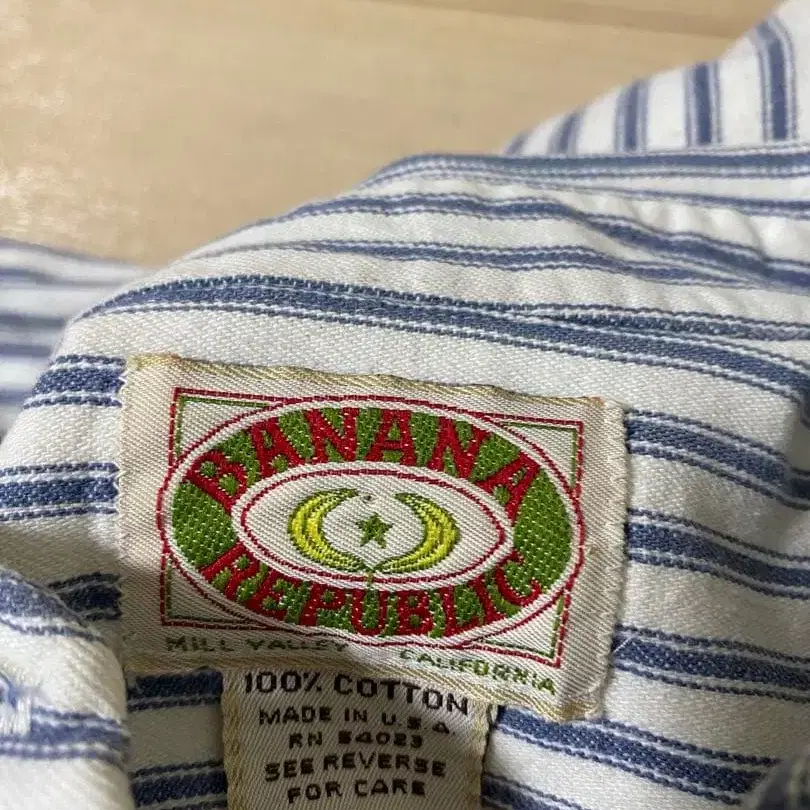 BANANA
REPUBLIC
MILL VALLEY CALIFORNIA
100% COTTON
MADE IN U.S.A
RN 54023
SEE REVERSE
FOR CARE